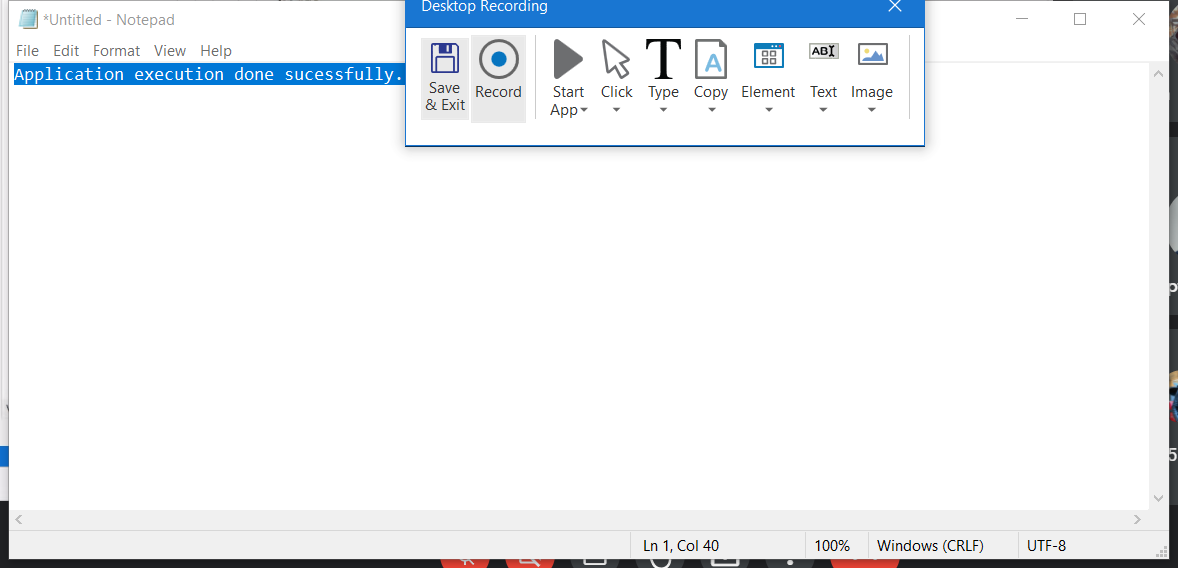 *Untitled - Notepad
Desktop Recording
File Edit Format View Help
Application execution done sucessfully.
Save & Exit
Record
Start App
Click
Type
Copy
Element
Text
Image
Ln 1, Col 40
100%
Windows (CRLF)
UTF-8